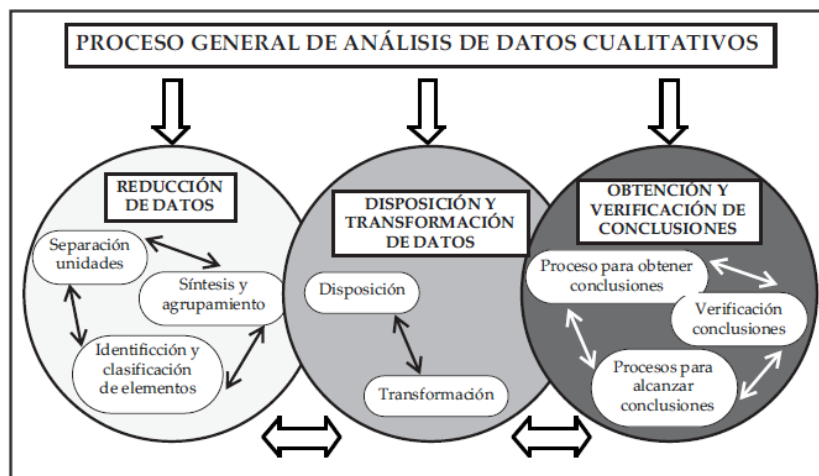 PROCESO GENERAL DE ANÁLISIS DE DATOS CUALITATIVOS
REDUCCIÓN
DE DATOS
Separación
unidades
Síntesis y
agrupamiento
Identificción y
clasificación
de elementos
DISPOSICIÓN Y
TRANSFORMACIÓN
DE DATOS
Disposición
Transformación
OBTENCIÓN Y
VERIFICACIÓN DE
CONCLUSIONES
Proceso para obtener
conclusiones
Verificación
conclusiones
Procesos para
alcanzar
conclusiones